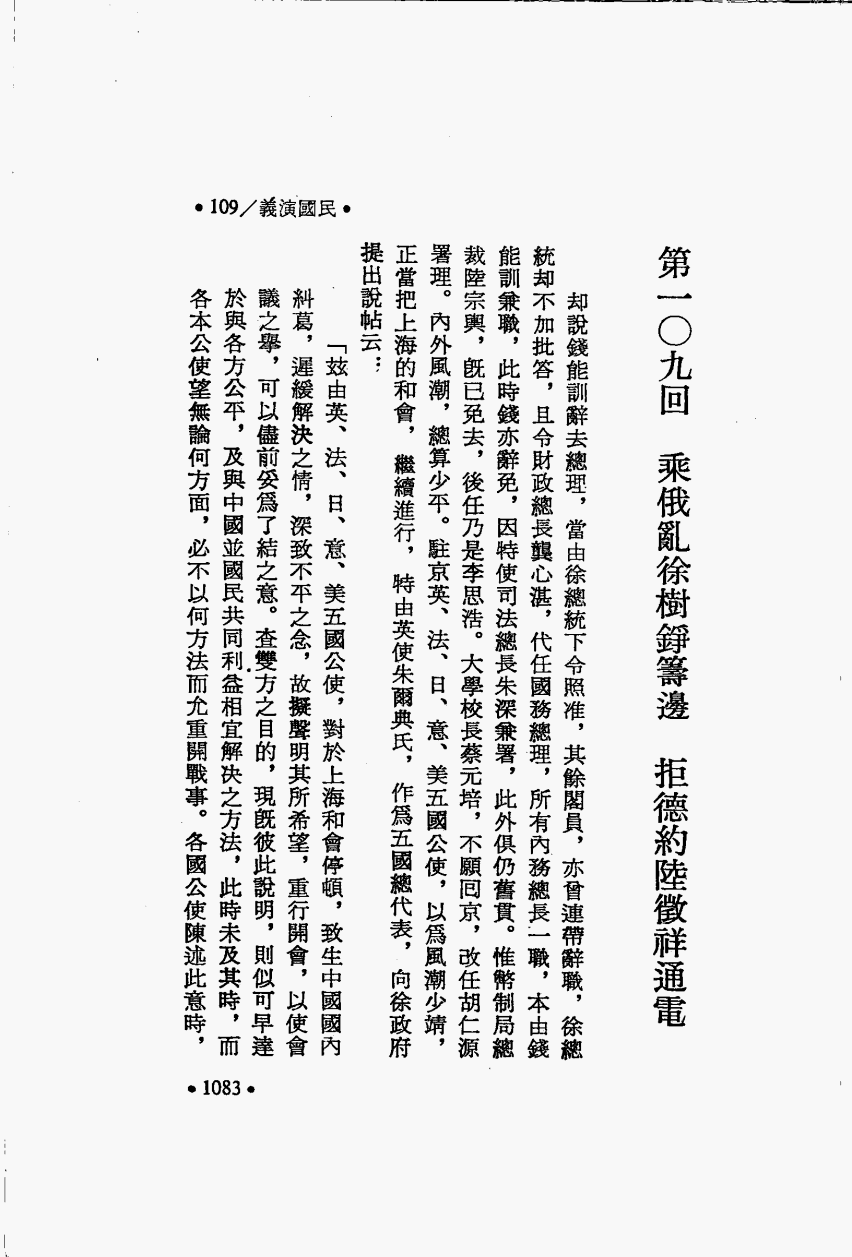 •109／義演國民•
第一〇九回　乘俄亂徐樹錚籌邊　拒德約陸徵祥通電
却說錢能訓辭去總理，當由徐總統下令照准，其餘閣員，亦曾連帶辭職，徐總
統却不加批答，且令財政總長龔心湛，代任國務總理，所有內務總長一職，本由錢
能訓兼職，此時錢亦辭免，因特使司法總長朱深兼署，此外俱仍舊貫。惟幣制局總
裁陸宗輿，既已免去，後任乃是李思浩。大學校長蔡元培，不願回京，改任胡仁源
署理。內外風潮，總算少平。駐京英、法、日、意、美五國公使，以爲風潮少靖，
正當把上海的和會，繼續進行，特由英使朱爾典氏，作爲五國總代表，向徐政府
提出說帖云：
「玆由英、法、日、意、美五國公使，對於上海和會停頓，致生中國國內
糾葛，遲緩解決之情，深致不平之念，故擬聲明其所希望，重行開會，以使會
議之舉，可以儘前妥爲了結之意。查雙方之目的，現既彼此說明，則似可早達
於與各方公平，及與中國並國民共同利益相宜解決之方法，此時未及其時，而
各本公使望無論何方面，必不以何方法而允重開戰事。各國公使陳述此意時，
•1083•